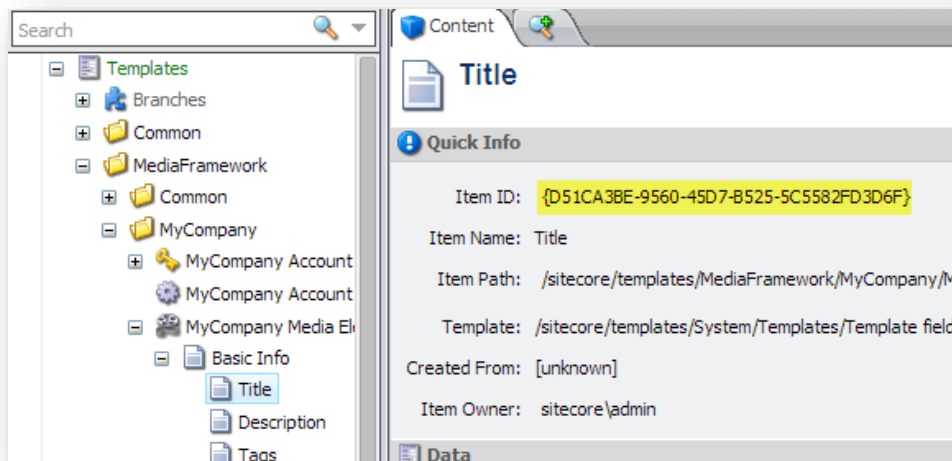 Search
Templates
Branches
Common
MediaFramework
Common
MyCompany
MyCompany Account
MyCompany Account
MyCompany Media
Basic Info
Title
Description
Tags
Content
Title
Quick Info
Item ID: {D51CA3BE-9560-45D7-B525-5C5582FD3D6F}
Item Name: Title
Item Path: /sitecore/templates/MediaFramework/MyCompany/M
Template: /sitecore/templates/System/Templates/Template field
Created From: [unknown]
Item Owner: sitecore\admin
Data